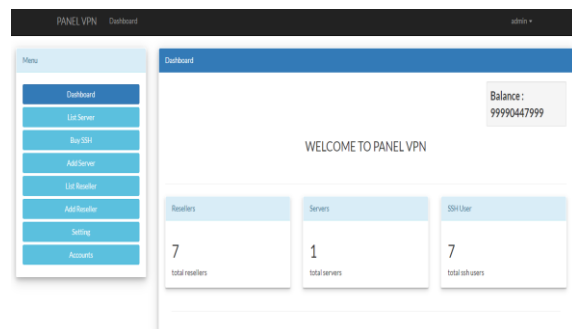 PANEL VPN Dashboard admin
Menu
Dashboard
List Server
Buy SSH
Add Server
List Reseller
Add Reseller
Setting
Accounts
Dashboard
Balance :
99990447999
WELCOME TO PANEL VPN
Resellers
7
total resellers
Servers
1
total servers
SSH User
7
total ssh users